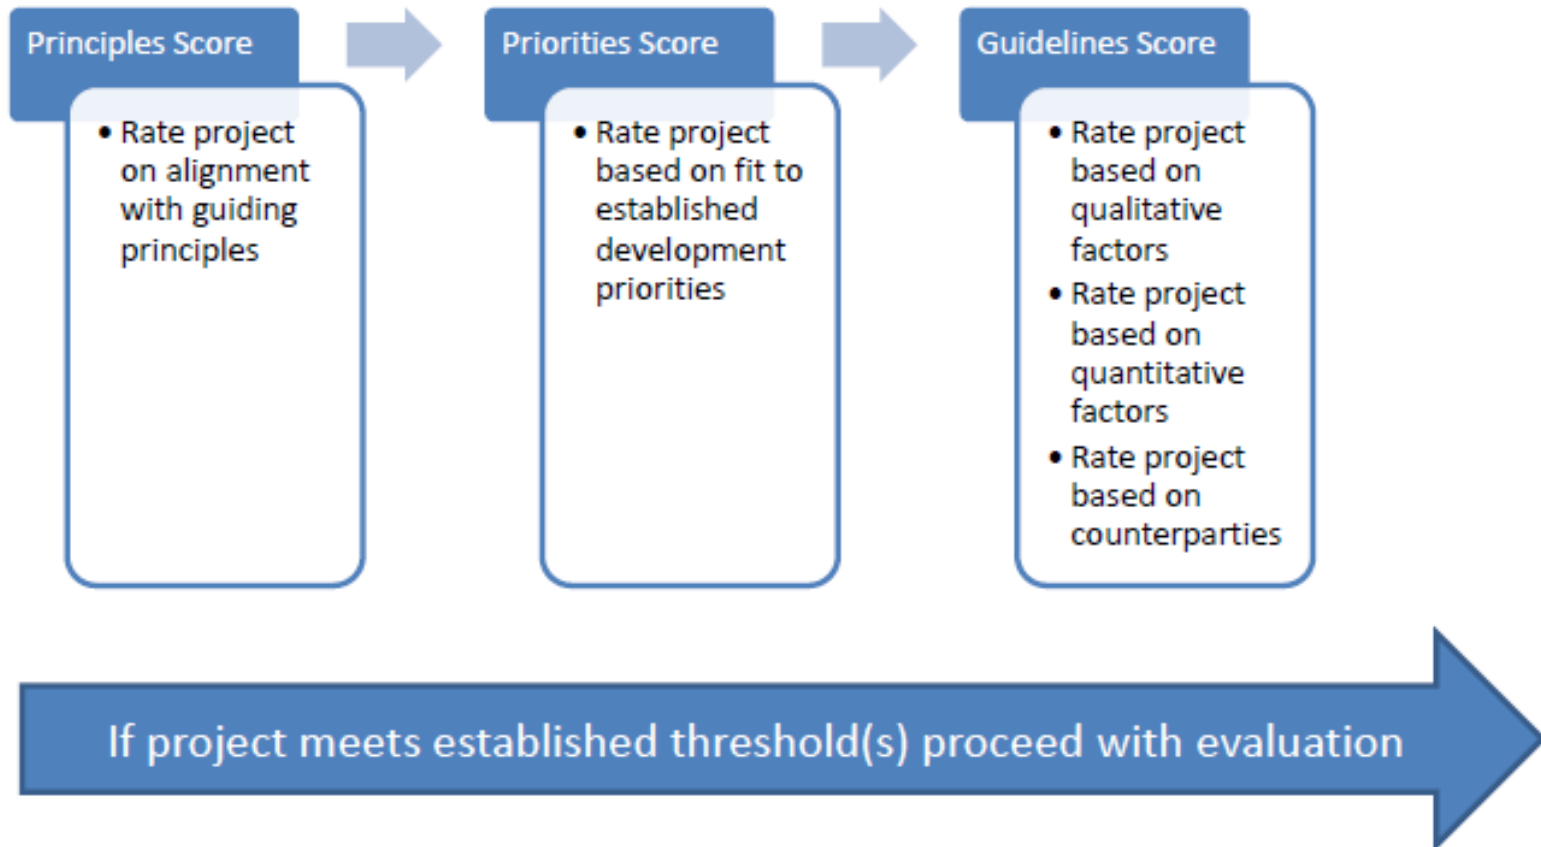 Principles Score
• Rate project
on alignment
with guiding
principles
Priorities Score
• Rate project
based on fit to
established
development
priorities
Guidelines Score
• Rate project
based on
qualitative
factors
• Rate project
based on
quantitative
factors
• Rate project
based on
counterparties
If project meets established threshold(s) proceed with evaluation